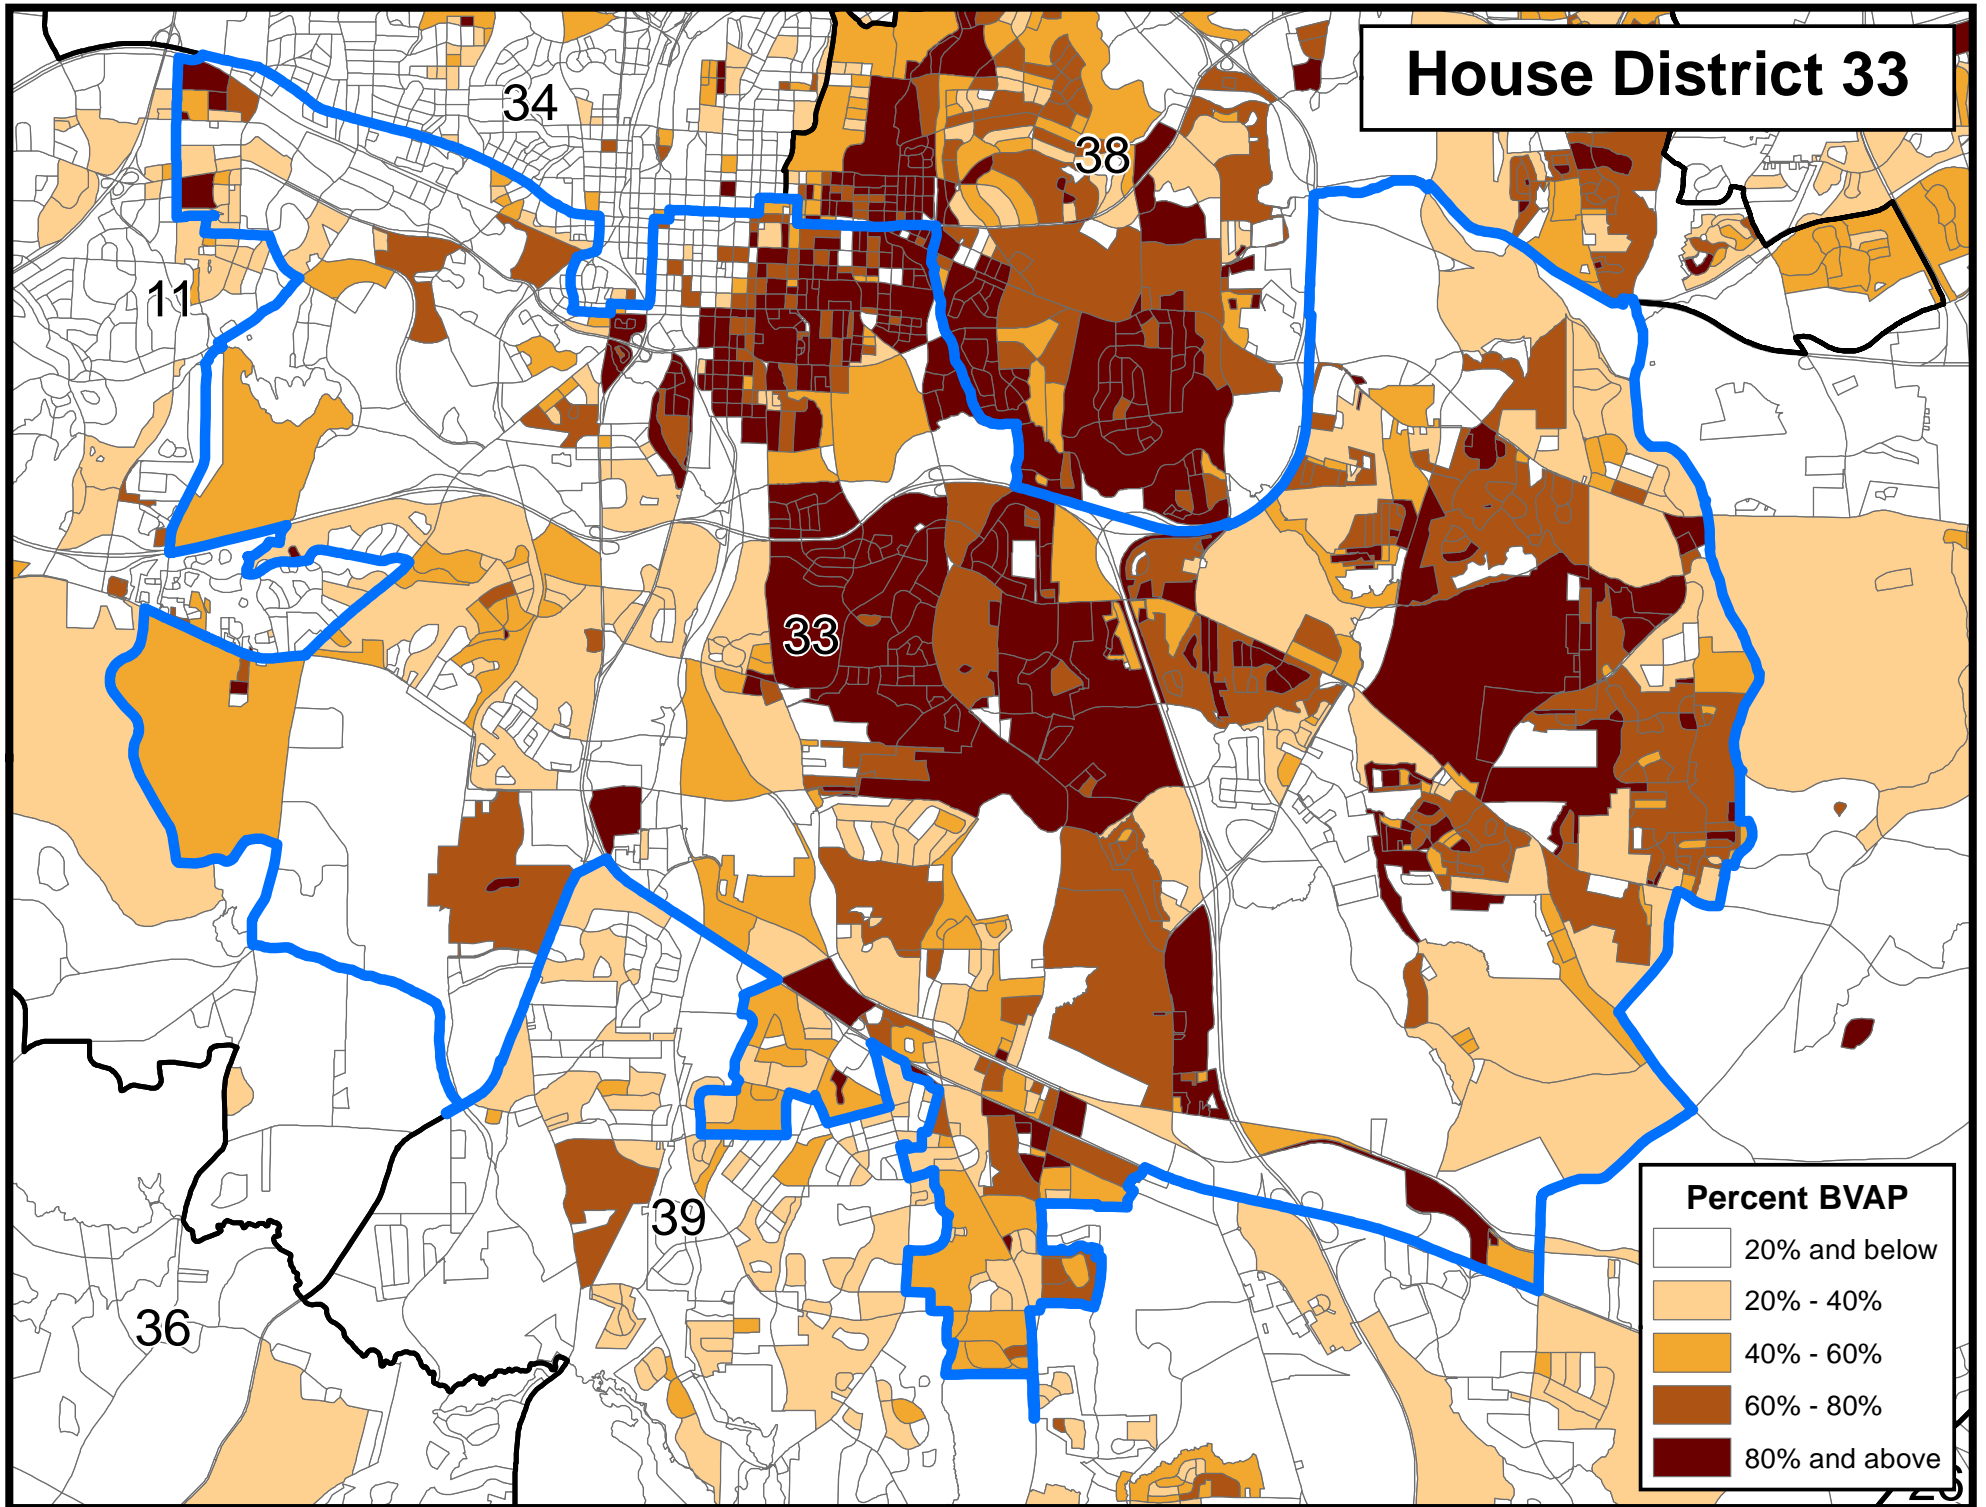 House District 33
34
38
11
33
39
36
Percent BVAP
20% and below
20% - 40%
40% - 60%
60% - 80%
80% and above